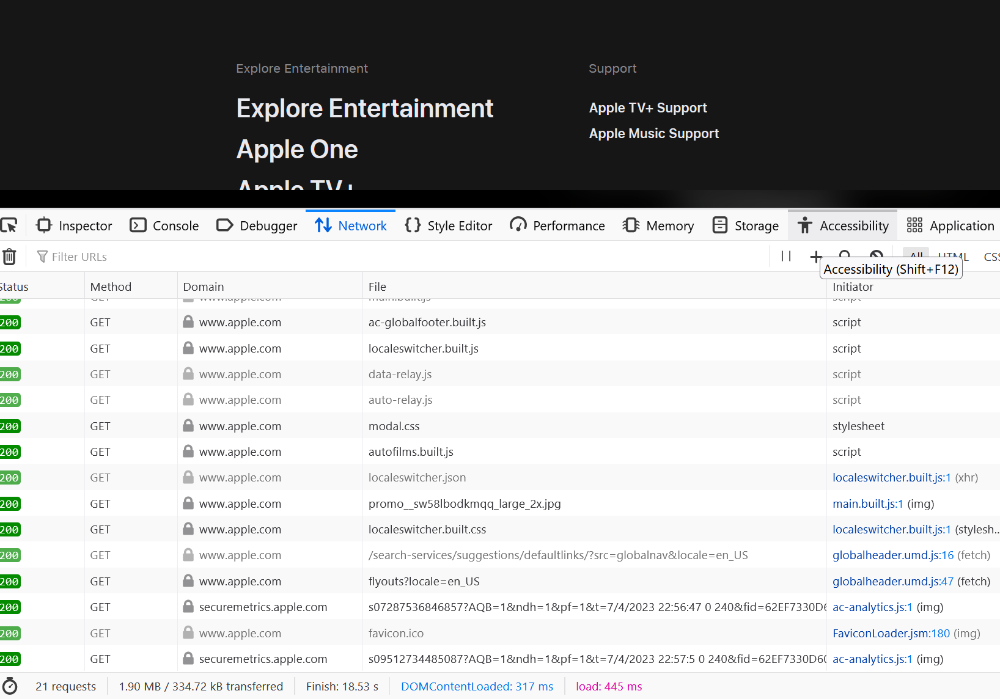 Explore Entertainment
Support
Explore Entertainment
Apple TV+ Support
Apple One
Apple Music Support
Apple TV+
Inspector Console Debugger Network Style Editor Performance Memory Storage Accessibility Application
Filter URLs All HTML CSS
Accessibility (Shift+F12)
Status Method Domain File Initiator
200 GET www.apple.com main.built.js script
200 GET www.apple.com ac-globalfooter.built.js script
200 GET www.apple.com localeswitcher.built.js script
200 GET www.apple.com data-relay.js script
200 GET www.apple.com auto-relay.js script
200 GET www.apple.com modal.css stylesheet
200 GET www.apple.com autofilms.built.js script
200 GET www.apple.com localeswitcher.json localeswitcher.built.js:1 (xhr)
200 GET www.apple.com promo__sw58lbodkmqq_large_2x.jpg main.built.js:1 (img)
200 GET www.apple.com localeswitcher.built.css localeswitcher.built.js:1 (stylesh...
200 GET www.apple.com /search-services/suggestions/defaultlinks/?src=globalnav&locale=en_US globalheader.umd.js:16 (fetch)
200 GET www.apple.com flyouts?locale=en_US globalheader.umd.js:47 (fetch)
200 GET securemetrics.apple.com s07287536846857?AQB=1&ndh=1&pf=1&t=7/4/2023 22:56:47 0 240&fid=62EF7330D6 ac-analytics.js:1 (img)
200 GET www.apple.com favicon.ico FaviconLoader.jsm:180 (img)
200 GET securemetrics.apple.com s09512734485087?AQB=1&ndh=1&pf=1&t=7/4/2023 22:57:5 0 240&fid=62EF7330D60 ac-analytics.js:1 (img)
21 requests 1.90 MB / 334.72 kB transferred Finish: 18.53 s DOMContentLoaded: 317 ms load: 445 ms